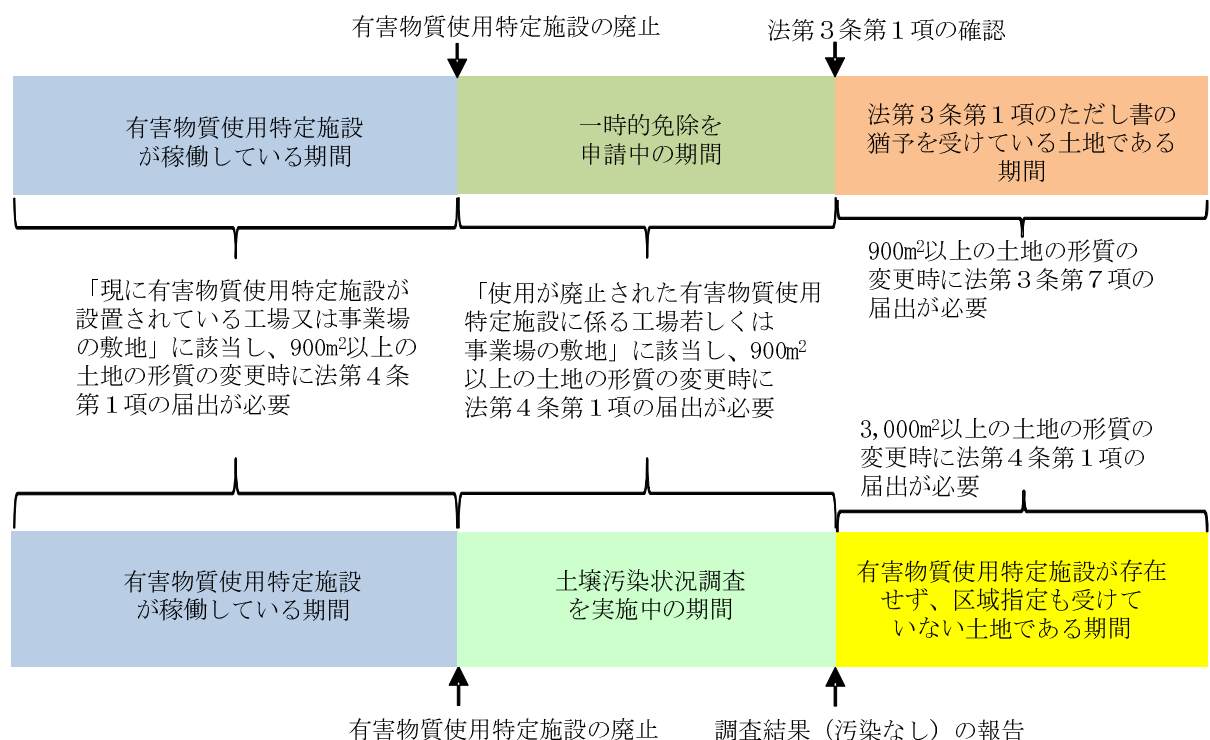 有害物質使用特定施設の廃止
法第３条第１項の確認
有害物質使用特定施設
が稼働している期間
一時的免除を
申請中の期間
法第３条第１項のただし書の
猶予を受けている土地である
期間
「現に有害物質使用特定施設が
設置されている工場又は事業場
の敷地」に該当し、900m²以上の
土地の形質の変更時に法第４条
第１項の届出が必要
「使用が廃止された有害物質使用
特定施設に係る工場若しくは
事業場の敷地」に該当し、900m²
以上の土地の形質の変更時に
法第４条第１項の届出が必要
900m²以上の土地の形質の
変更時に法第３条第７項の
届出が必要
3,000m²以上の土地の形質の
変更時に法第４条第１項の
届出が必要
有害物質使用特定施設
が稼働している期間
土壌汚染状況調査
を実施中の期間
有害物質使用特定施設が存在
せず、区域指定も受けて
いない土地である期間
有害物質使用特定施設の廃止
調査結果（汚染なし）の報告